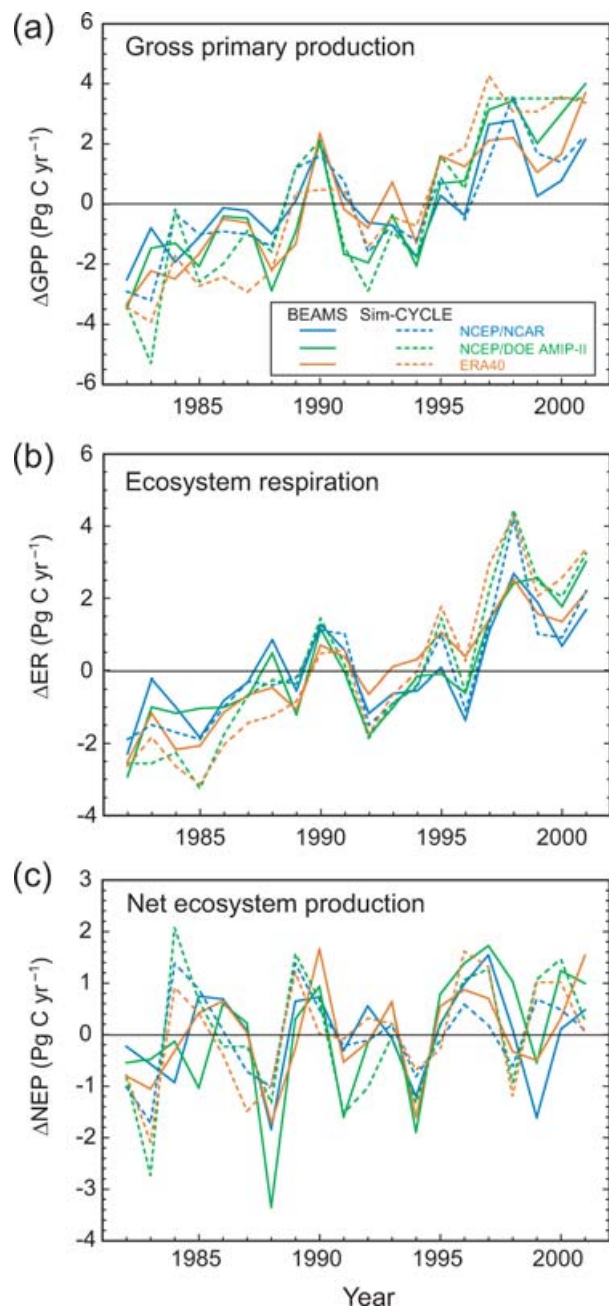 (a)
Gross primary production
ΔGPP (Pg C yr⁻¹)
6
4
2
0
-2
-4
-6
BEAMS Sim-CYCLE
NCEP/NCAR
NCEP/DOE AMIP-II
ERA40
1985 1990 1995 2000
(b)
Ecosystem respiration
ΔER (Pg C yr⁻¹)
6
4
2
0
-2
-4
1985 1990 1995 2000
(c)
Net ecosystem production
ΔNEP (Pg C yr⁻¹)
3
2
1
0
-1
-2
-3
-4
1985 1990 1995 2000
Year